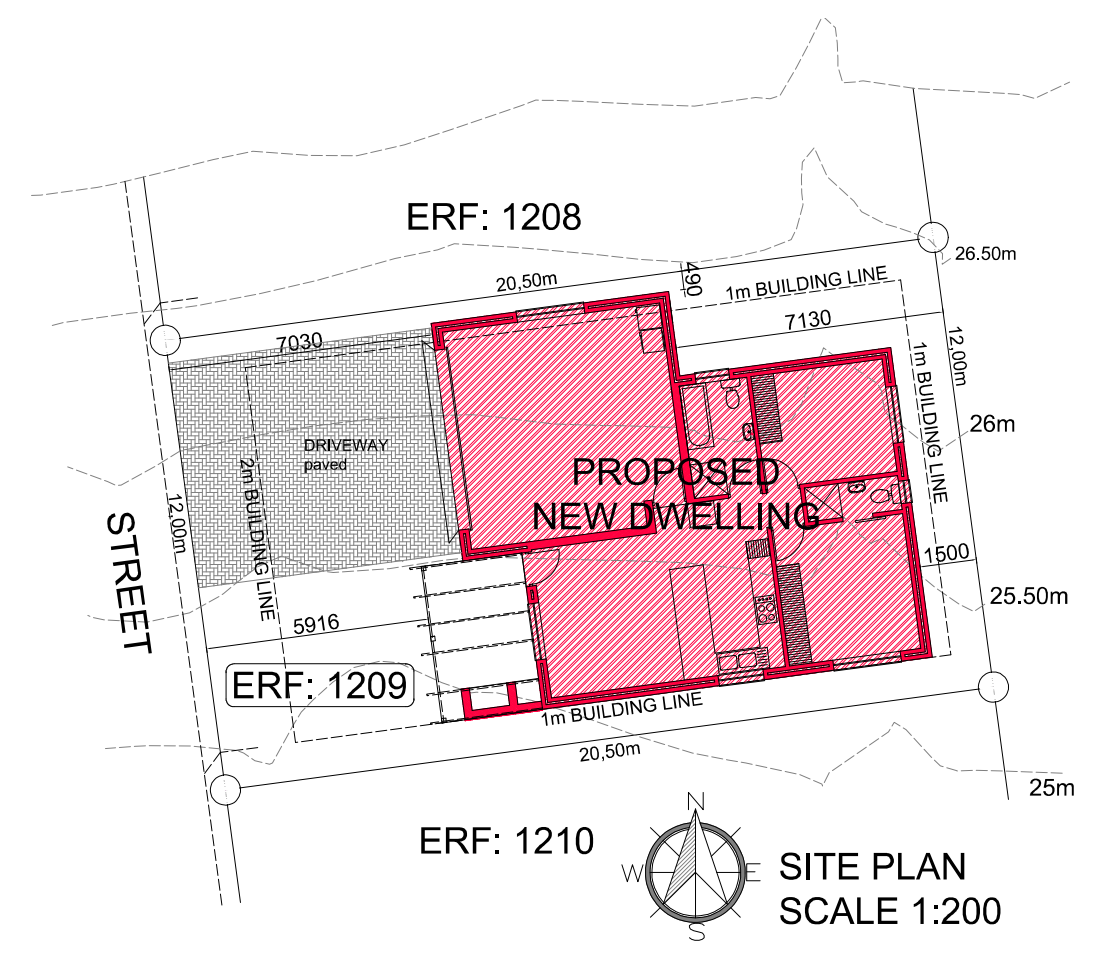 ERF: 1208
26.50m
20,50m
490
1m BUILDING LINE
7030
7130
12,00m
1m BUILDING LINE
26m
DRIVEWAY
paved
2m BUILDING LINE
PROPOSED
NEW DWELLING
12,00m
STREET
1500
25.50m
5916
ERF: 1209
1m BUILDING LINE
20,50m
25m
ERF: 1210
N
W
E
S
SITE PLAN
SCALE 1:200